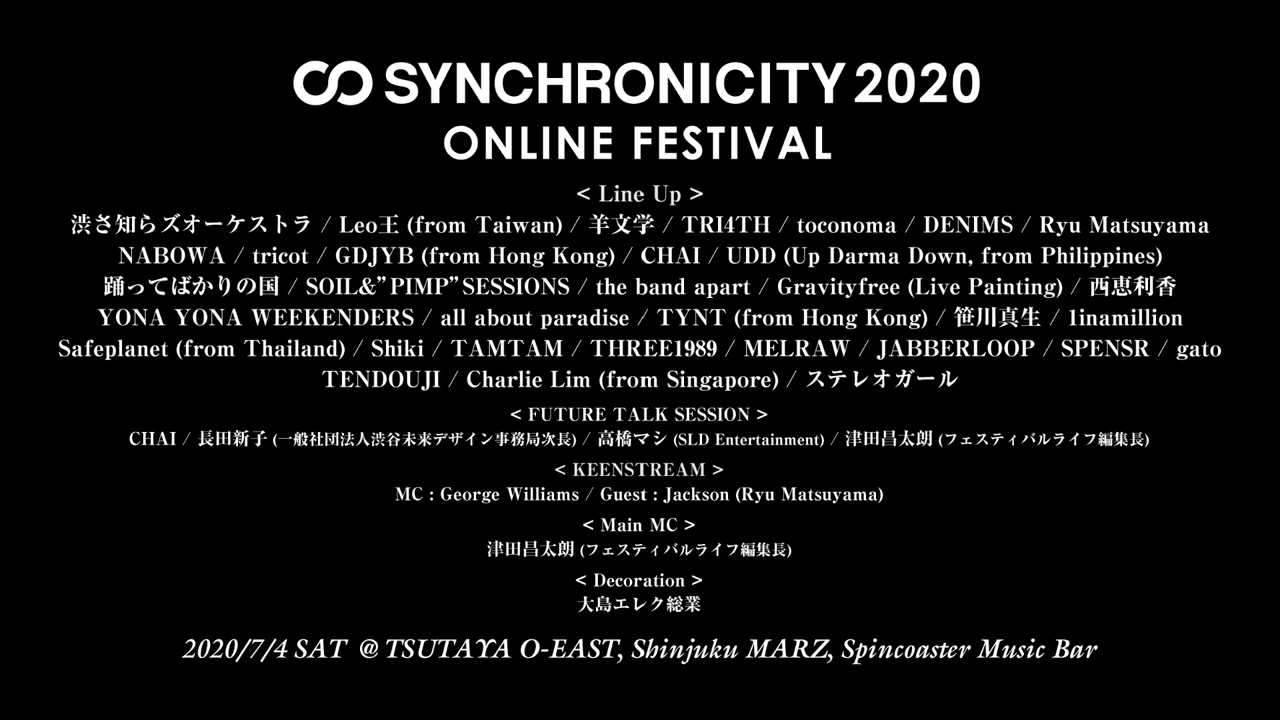 SYNCHRONICITY2020
ONLINE FESTIVAL
< Line Up >
渋さ知らズオーケストラ / Leo王 (from Taiwan) / 羊文学 / TRI4TH / toconoma / DENIMS / Ryu Matsuyama
NABOWA / tricot / GDJYB (from Hong Kong) / CHAI / UDD (Up Darma Down, from Philippines)
踊ってばかりの国 / SOIL&”PIMP”SESSIONS / the band apart / Gravityfree (Live Painting) / 西恵利香
YONA YONA WEEKENDERS / all about paradise / TYNT (from Hong Kong) / 笹川真生 / 1inamillion
Safeplanet (from Thailand) / Shiki / TAMTAM / THREE1989 / MELRAW / JABBERLOOP / SPENSR / gato
TENDOUJI / Charlie Lim (from Singapore) / ステレオガール
< FUTURE TALK SESSION >
CHAI / 長田新子 (一般社団法人渋谷未来デザイン事務局次長) / 高橋マシ (SLD Entertainment) / 津田昌太朗 (フェスティバルライフ編集長)
< KEENSTREAM >
MC : George Williams / Guest : Jackson (Ryu Matsuyama)
< Main MC >
津田昌太朗 (フェスティバルライフ編集長)
< Decoration >
大島エレク総業
2020/7/4 SAT @ TSUTAYA O-EAST, Shinjuku MARZ, Spincoaster Music Bar